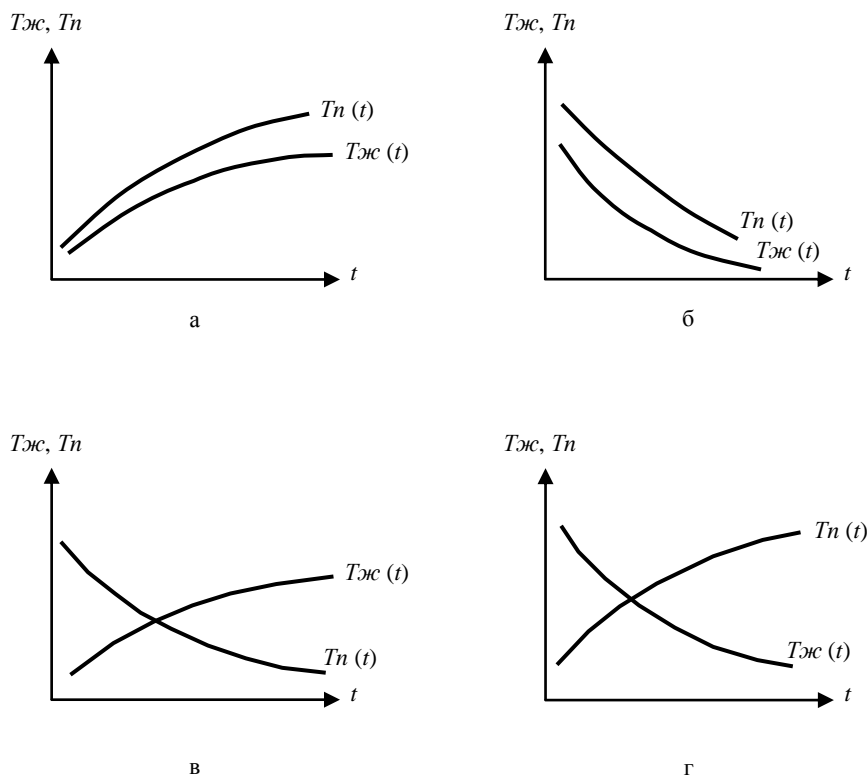 Тж, Тп
Тп (t)
Тж (t)
t
а
Тж, Тп
Тп (t)
Тж (t)
t
б
Тж, Тп
Тж (t)
Тп (t)
t
в
Тж, Тп
Тп (t)
Тж (t)
t
г